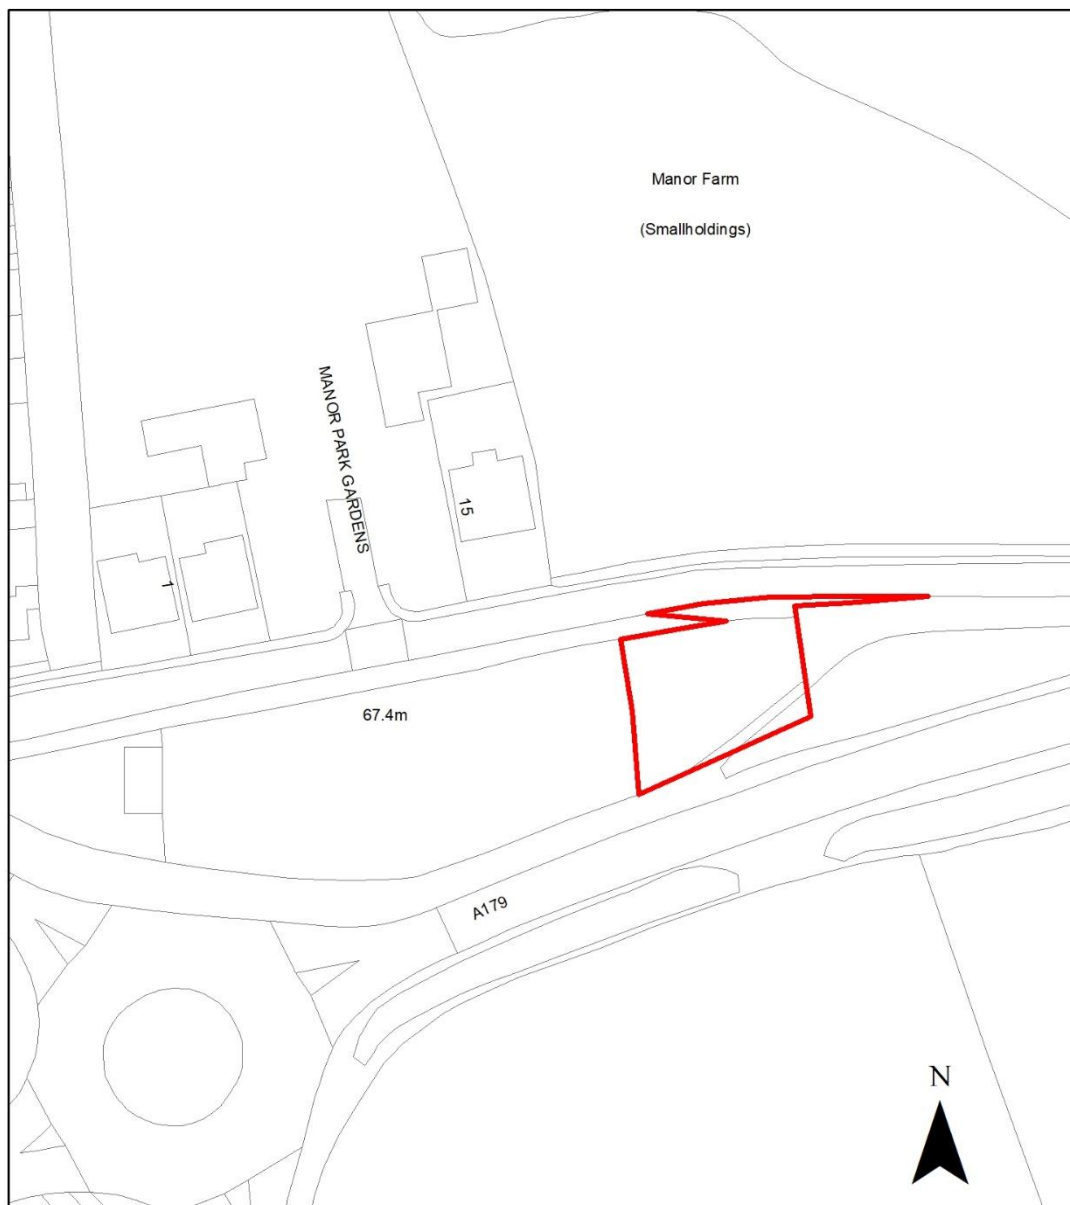 Manor Farm
(Smallholdings)
MANOR PARK GARDENS
15
1
67.4m
A179
N